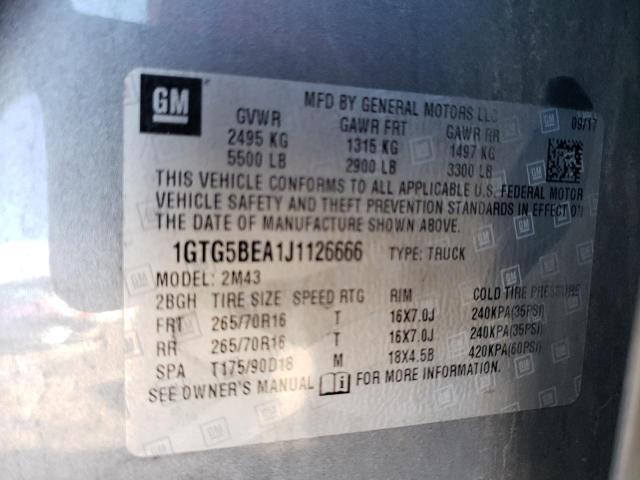 GM
MFD BY GENERAL MOTORS LLC
09/17
GVWR GAWR FRT GAWR RR
2495 KG 1315 KG 1497 KG
5500 LB 2900 LB 3300 LB
THIS VEHICLE CONFORMS TO ALL APPLICABLE U.S. FEDERAL MOTOR
VEHICLE SAFETY AND THEFT PREVENTION STANDARDS IN EFFECT ON
THE DATE OF MANUFACTURE SHOWN ABOVE.
1GTG5BEA1J1126666 TYPE: TRUCK
MODEL: 2M43
2BGH TIRE SIZE SPEED RTG RIM COLD TIRE PRESSURE
FRT 265/70R16 T 16X7.0J 240KPA(35PSI)
RR 265/70R16 T 16X7.0J 240KPA(35PSI)
SPA T175/90D18 M 18X4.5B 420KPA(60PSI)
SEE OWNER'S MANUAL i FOR MORE INFORMATION.